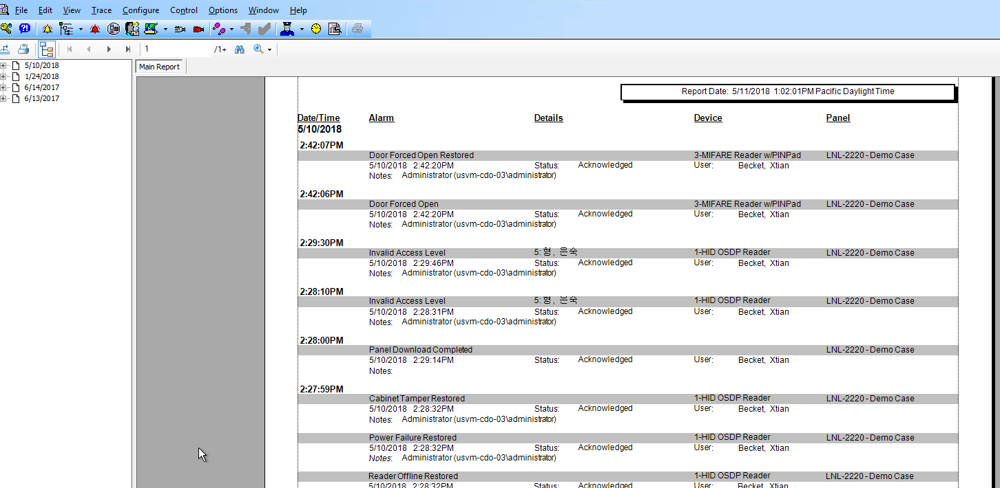 File Edit View Trace Configure Control Options Window Help
1 /1+
5/10/2018
1/24/2018
6/14/2017
6/13/2017
Main Report
Report Date: 5/11/2018 1:02:01PM Pacific Daylight Time
Date/Time Alarm Details Device Panel
5/10/2018
2:42:07PM
Door Forced Open Restored 3-MIFARE Reader w/PINPad LNL-2220 - Demo Case
5/10/2018 2:42:20PM Status: Acknowledged User: Becket, Xtian
Notes: Administrator (usvm-cdo-03\administrator)
2:42:06PM
Door Forced Open 3-MIFARE Reader w/PINPad LNL-2220 - Demo Case
5/10/2018 2:42:20PM Status: Acknowledged User: Becket, Xtian
Notes: Administrator (usvm-cdo-03\administrator)
2:29:30PM
Invalid Access Level 5: 형, 은숙 1-HID OSDP Reader LNL-2220 - Demo Case
5/10/2018 2:29:46PM Status: Acknowledged User: Becket, Xtian
Notes: Administrator (usvm-cdo-03\administrator)
2:28:10PM
Invalid Access Level 5: 형, 은숙 1-HID OSDP Reader LNL-2220 - Demo Case
5/10/2018 2:28:31PM Status: Acknowledged User: Becket, Xtian
Notes: Administrator (usvm-cdo-03\administrator)
2:28:00PM
Panel Download Completed LNL-2220 - Demo Case
5/10/2018 2:29:14PM Status: Acknowledged User: Becket, Xtian
Notes:
2:27:59PM
Cabinet Tamper Restored 1-HID OSDP Reader LNL-2220 - Demo Case
5/10/2018 2:28:32PM Status: Acknowledged User: Becket, Xtian
Notes: Administrator (usvm-cdo-03\administrator)
Power Failure Restored 1-HID OSDP Reader LNL-2220 - Demo Case
5/10/2018 2:28:32PM Status: Acknowledged User: Becket, Xtian
Notes: Administrator (usvm-cdo-03\administrator)
Reader Offline Restored 1-HID OSDP Reader LNL-2220 - Demo Case
5/10/2018 2:28:32PM Status: Acknowledged User: Becket, Xtian